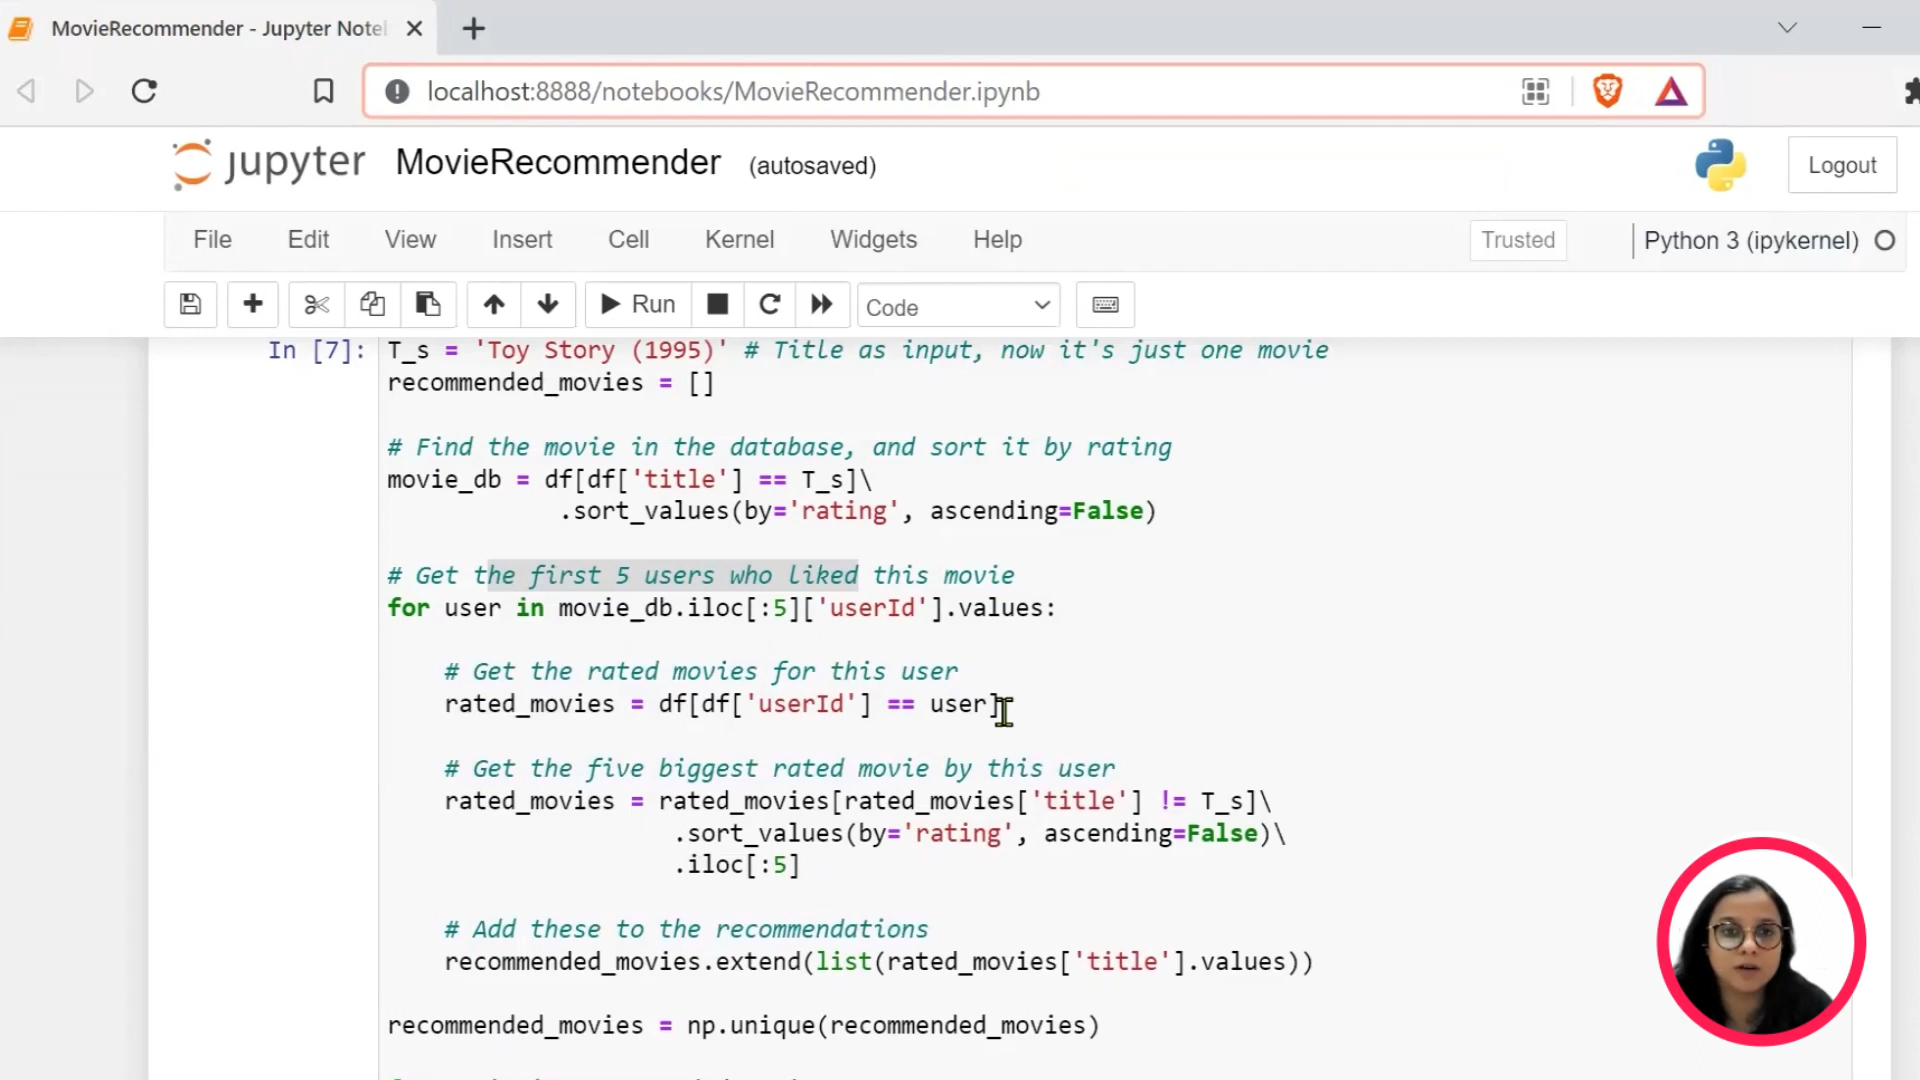 MovieRecommender - Jupyter Note
localhost:8888/notebooks/MovieRecommender.ipynb
jupyter MovieRecommender (autosaved)
Logout
File Edit View Insert Cell Kernel Widgets Help
Trusted
Python 3 (ipykernel)
Run
Code
In [7]: T_s = 'Toy Story (1995)' # Title as input, now it's just one movie
recommended_movies = []
# Find the movie in the database, and sort it by rating
movie_db = df[df['title'] == T_s]\
.sort_values(by='rating', ascending=False)
# Get the first 5 users who liked this movie
for user in movie_db.iloc[:5]['userId'].values:
# Get the rated movies for this user
rated_movies = df[df['userId'] == user]
# Get the five biggest rated movie by this user
rated_movies = rated_movies[rated_movies['title'] != T_s]\
.sort_values(by='rating', ascending=False)\
.iloc[:5]
# Add these to the recommendations
recommended_movies.extend(list(rated_movies['title'].values))
recommended_movies = np.unique(recommended_movies)